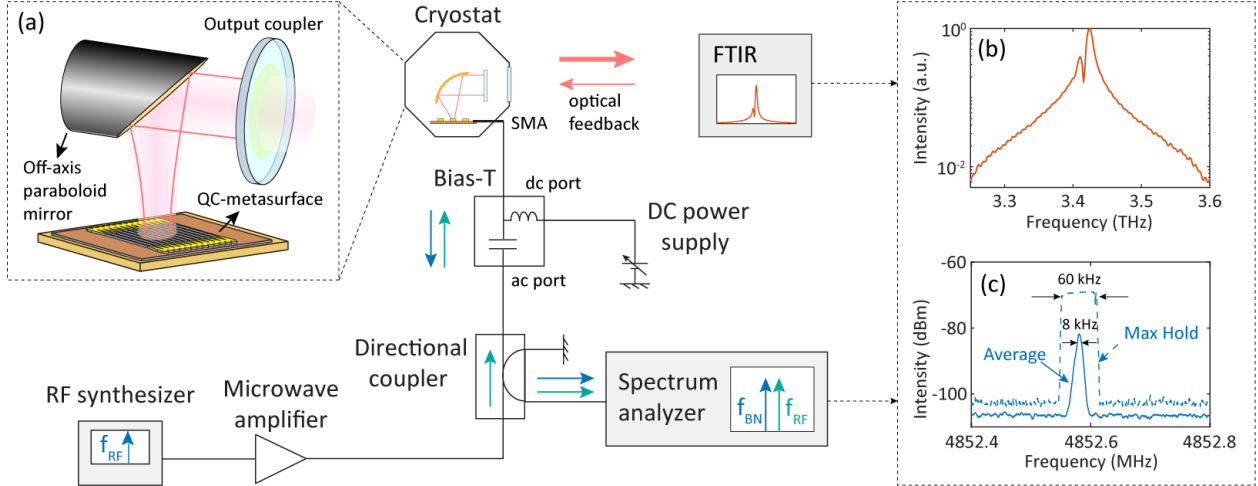 (a)
Output coupler
Off-axis
paraboloid
mirror
QC-metasurface
Cryostat
SMA
optical
feedback
FTIR
Bias-T
dc port
ac port
DC power
supply
Directional
coupler
RF synthesizer
f_RF
Microwave
amplifier
Spectrum
analyzer
f_BN
f_RF
(b)
Intensity (a.u.)
10⁰
10⁻¹
10⁻²
3.3
3.4
3.5
3.6
Frequency (THz)
(c)
Intensity (dBm)
-60
-80
-100
60 kHz
8 kHz
Average
Max Hold
4852.4
4852.6
4852.8
Frequency (MHz)